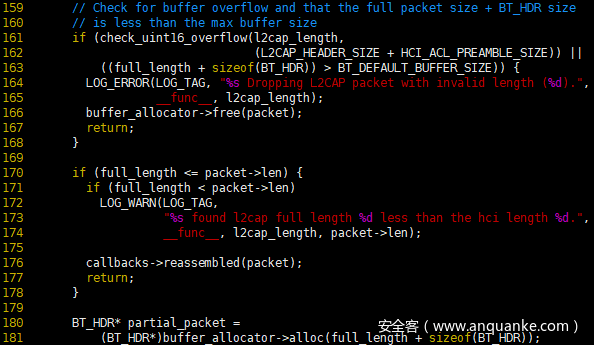 159       // Check for buffer overflow and that the full packet size + BT_HDR size
160       // is less than the max buffer size
161       if (check_uint16_overflow(l2cap_length,
162                                 (L2CAP_HEADER_SIZE + HCI_ACL_PREAMBLE_SIZE)) ||
163           ((full_length + sizeof(BT_HDR)) > BT_DEFAULT_BUFFER_SIZE)) {
164         LOG_ERROR(LOG_TAG, "%s Dropping L2CAP packet with invalid length (%d).",
165                   __func__, l2cap_length);
166         buffer_allocator->free(packet);
167         return;
168       }
169
170       if (full_length <= packet->len) {
171         if (full_length < packet->len)
172           LOG_WARN(LOG_TAG,
173                    "%s found l2cap full length %d less than the hci length %d.",
174                    __func__, l2cap_length, packet->len);
175
176         callbacks->reassembled(packet);
177         return;
178       }
179
180       BT_HDR* partial_packet =
181           (BT_HDR*)buffer_allocator->alloc(full_length + sizeof(BT_HDR));
安全客（www.anquanke.com）